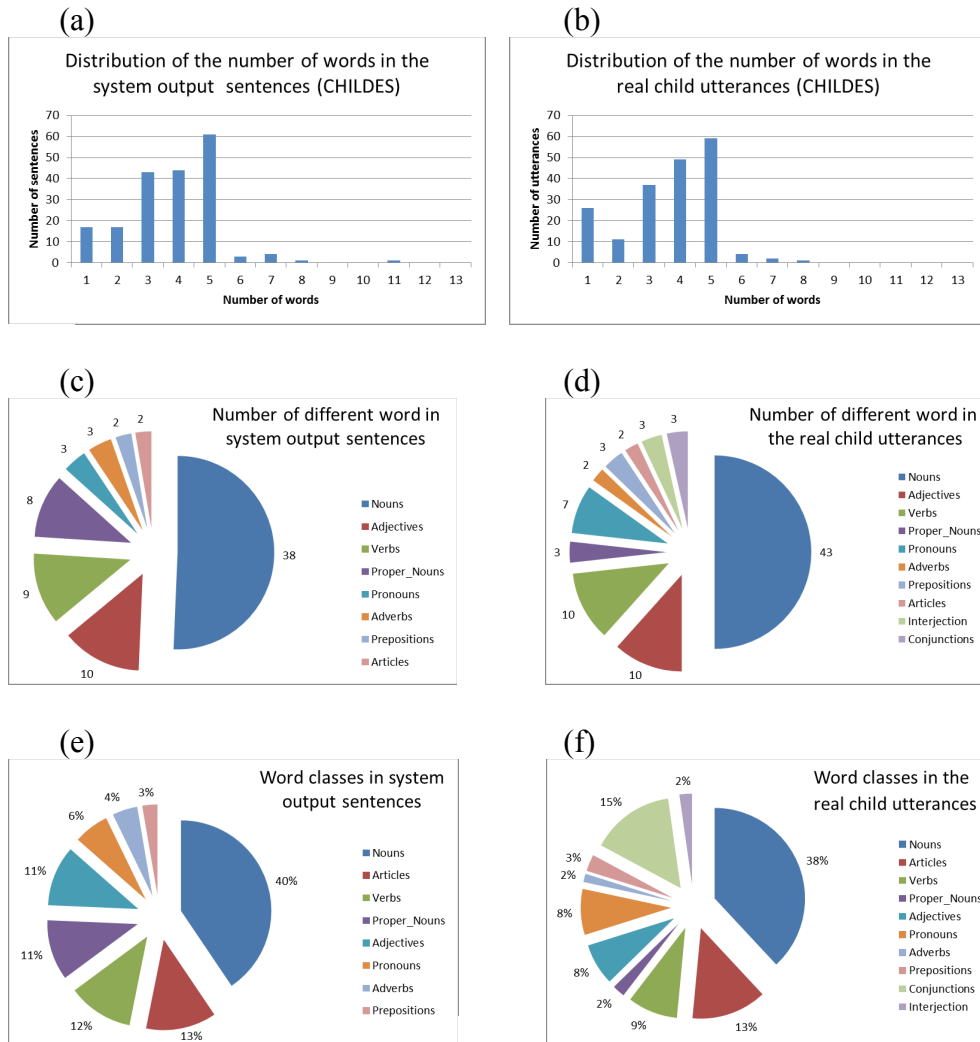 (a)
Distribution of the number of words in the
system output sentences (CHILDES)
Number of sentences
70
60
50
40
30
20
10
0
1 2 3 4 5 6 7 8 9 10 11 12 13
Number of words
(b)
Distribution of the number of words in the
real child utterances (CHILDES)
Number of utterances
70
60
50
40
30
20
10
0
1 2 3 4 5 6 7 8 9 10 11 12 13
Number of words
(c)
Number of different word in
system output sentences
38
10
9
8
3
3
2
2
Nouns
Adjectives
Verbs
Proper_Nouns
Pronouns
Adverbs
Prepositions
Articles
(d)
Number of different word in
the real child utterances
43
10
10
3
7
2
3
2
3
3
Nouns
Adjectives
Verbs
Proper_Nouns
Pronouns
Adverbs
Prepositions
Articles
Interjection
Conjunctions
(e)
Word classes in system
output sentences
40%
13%
12%
11%
11%
6%
4%
3%
Nouns
Articles
Verbs
Proper_Nouns
Adjectives
Pronouns
Adverbs
Prepositions
(f)
Word classes in the
real child utterances
38%
13%
9%
2%
8%
8%
2%
3%
15%
2%
Nouns
Articles
Verbs
Proper_Nouns
Adjectives
Pronouns
Adverbs
Prepositions
Conjunctions
Interjection